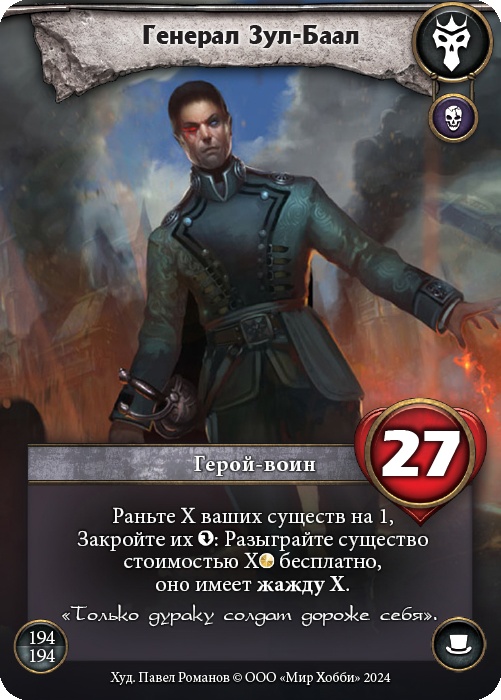 Генерал Зул-Баал
27
Герой-воин
Раньте X ваших существ на 1,
Закройте их : Разыграйте существо
стоимостью X бесплатно,
оно имеет жажду X.
«Только дураку солдат дороже себя».
194
194
Худ. Павел Романов © ООО «Мир Хобби» 2024